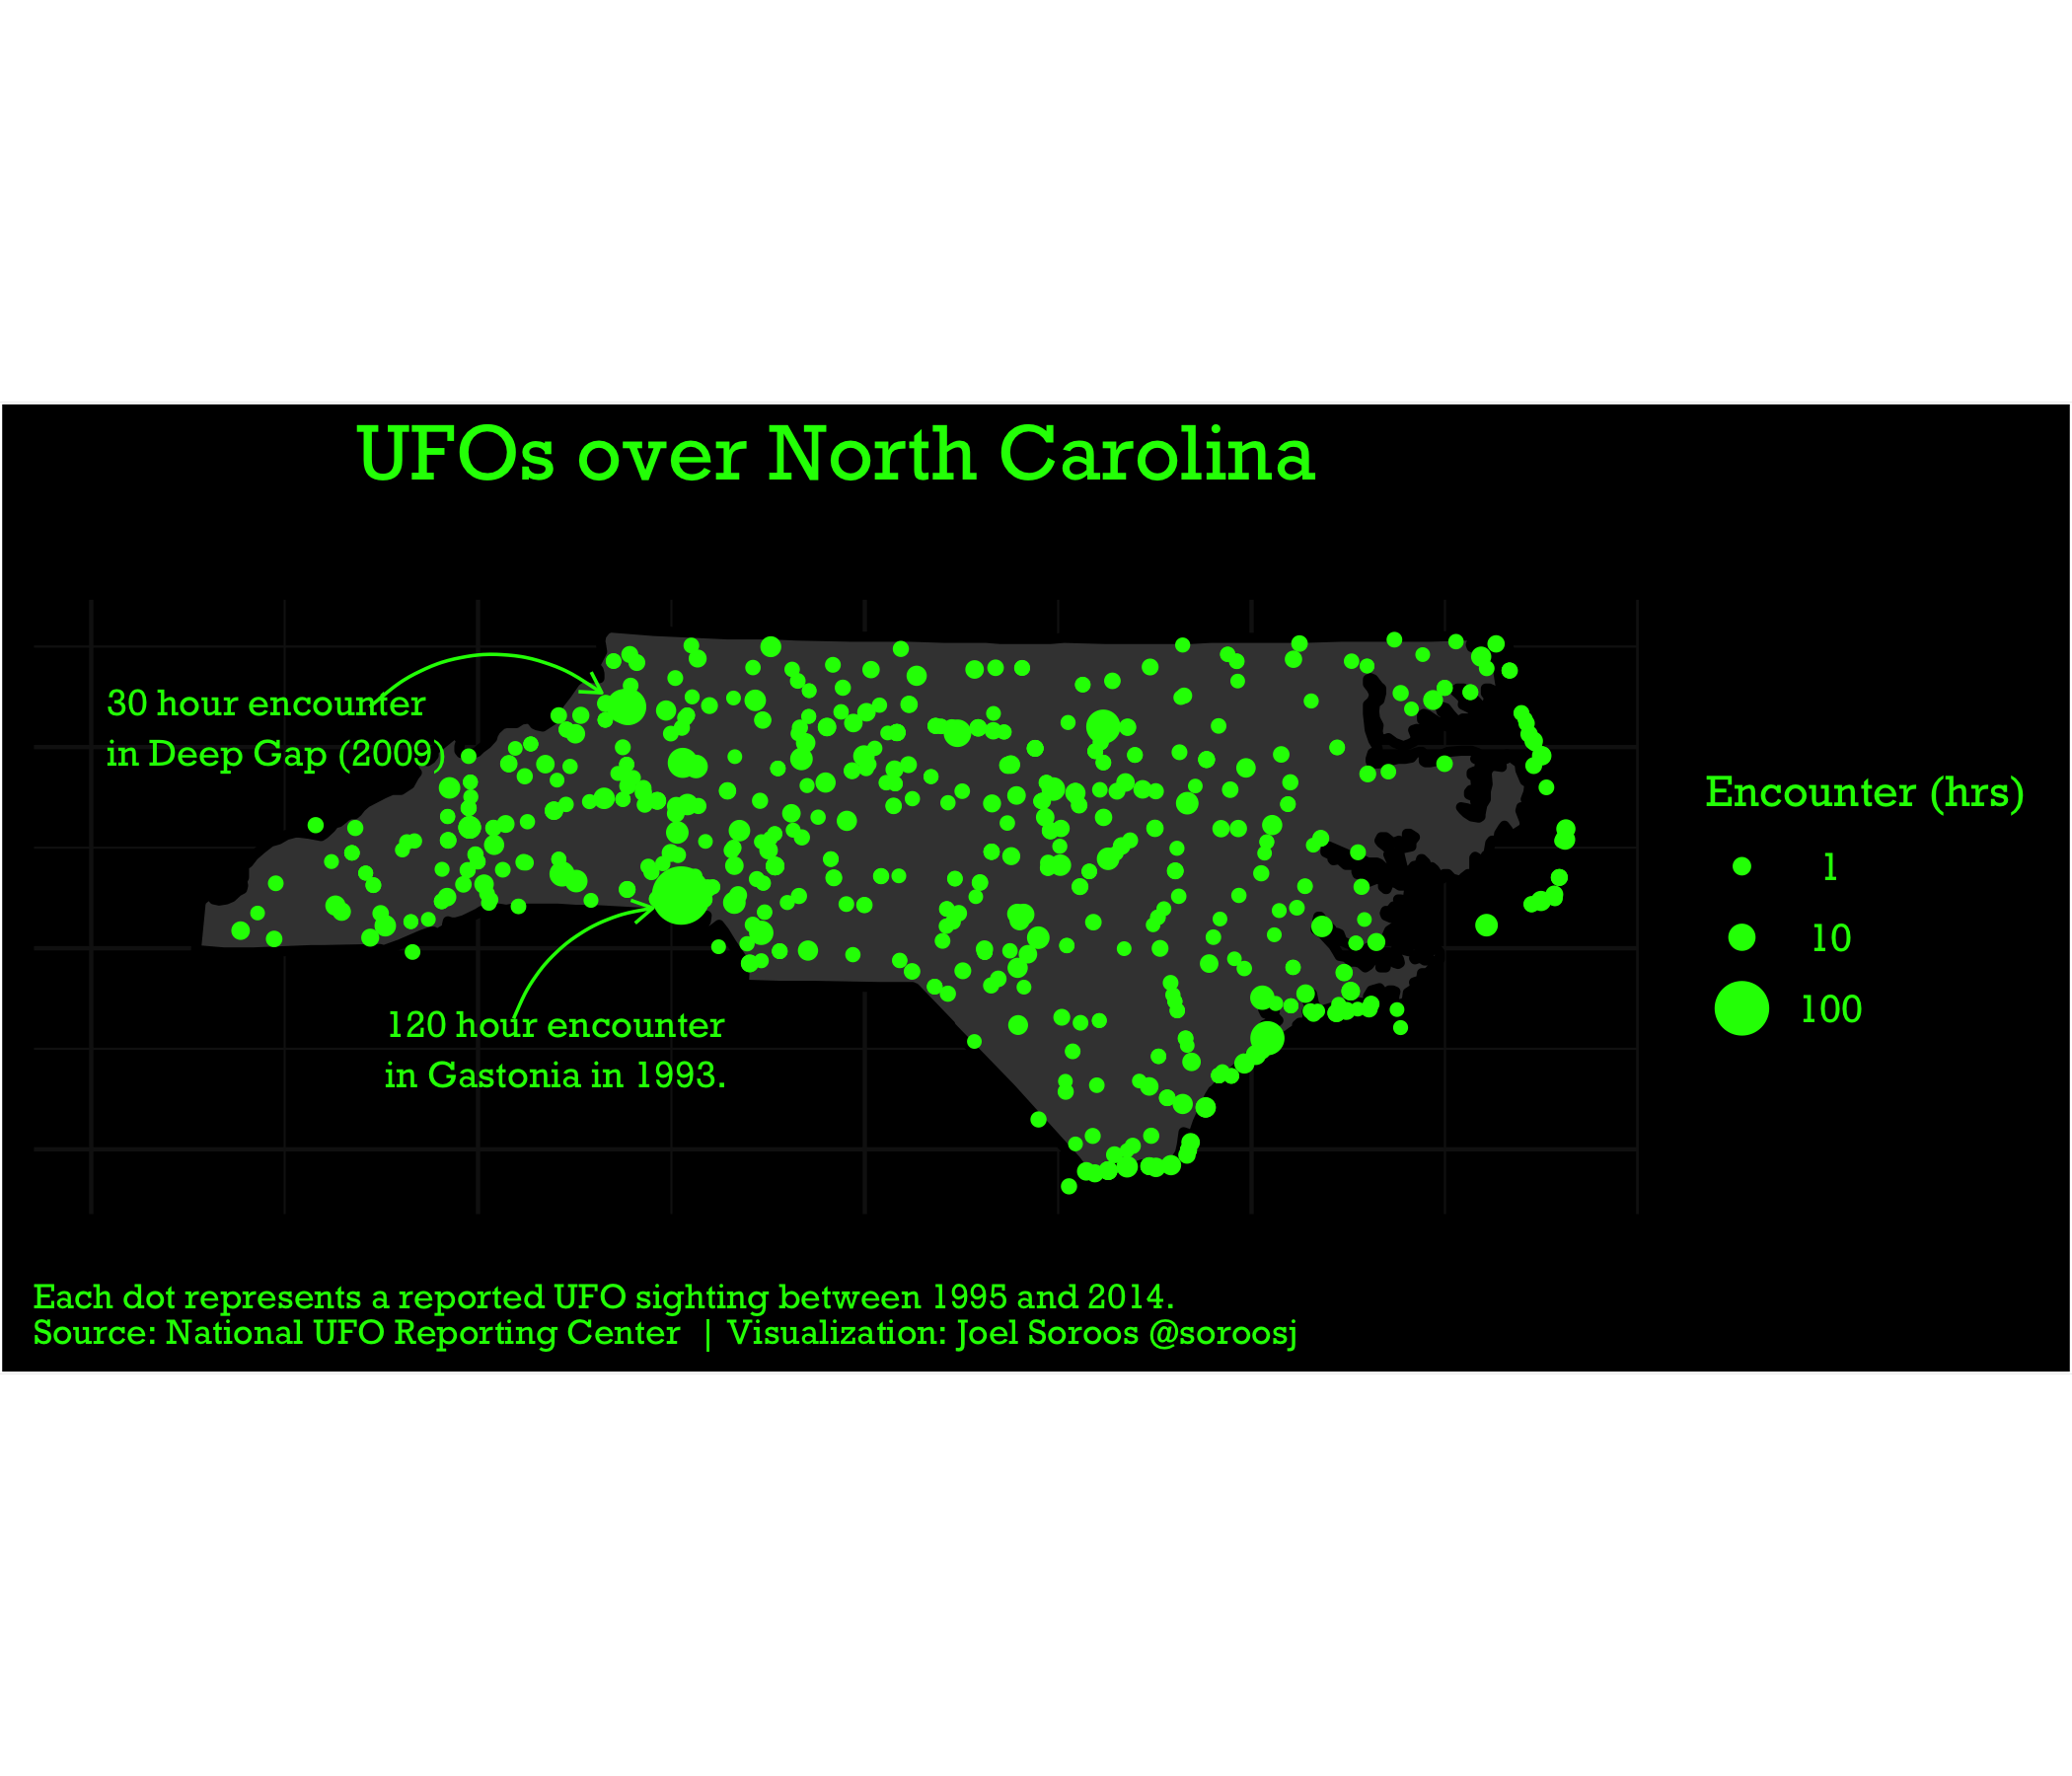 UFOs over North Carolina
30 hour encounter
in Deep Gap (2009)
120 hour encounter
in Gastonia in 1993.
Encounter (hrs)
1
10
100
Each dot represents a reported UFO sighting between 1995 and 2014.
Source: National UFO Reporting Center | Visualization: Joel Soroos @soroosj